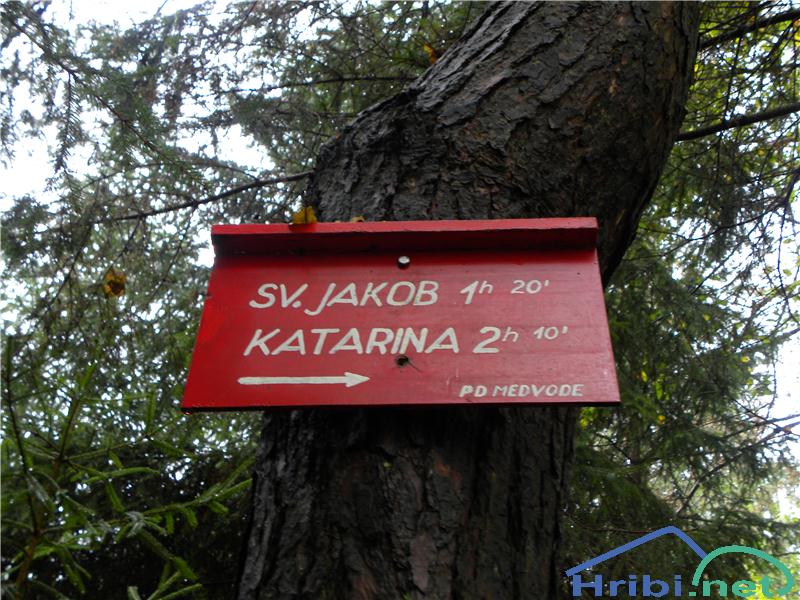 SV. JAKOB 1h 20'
KATARINA 2h 10'
PD MEDVODE
Hribi.net